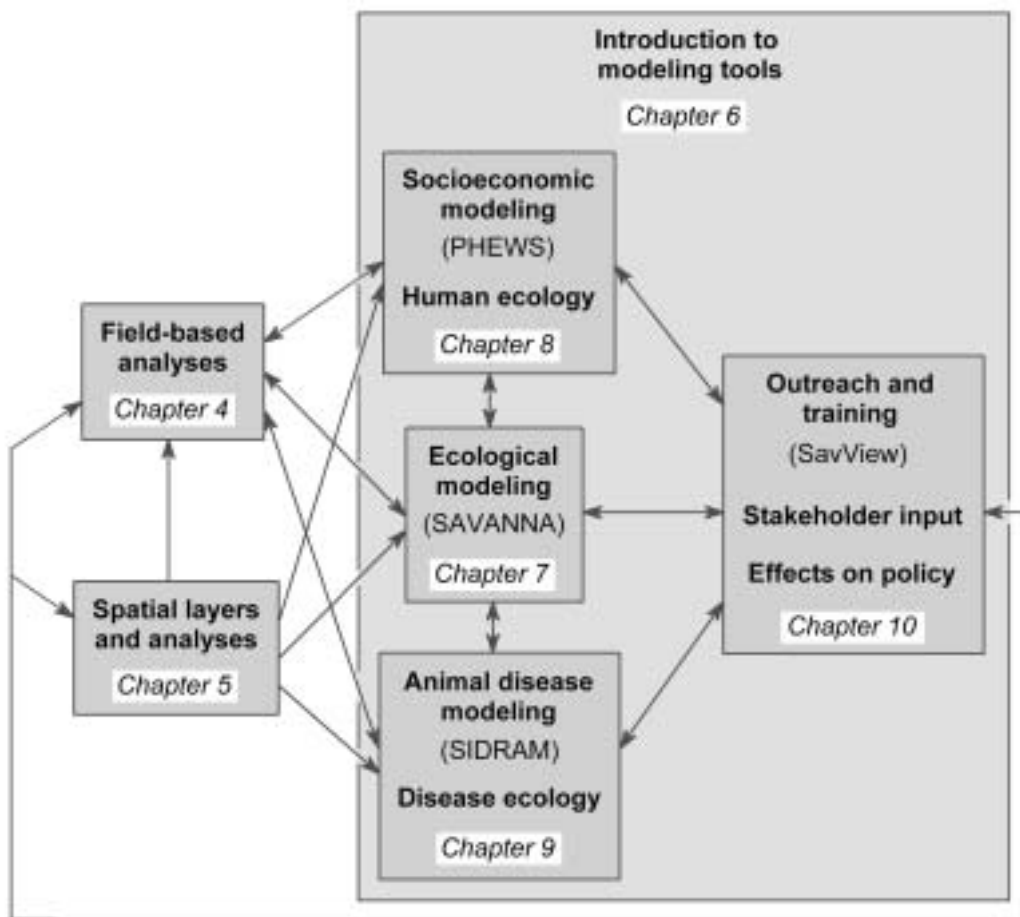 Introduction to
modeling tools
Chapter 6
Socioeconomic
modeling
(PHEWS)
Human ecology
Chapter 8
Field-based
analyses
Chapter 4
Ecological
modeling
(SAVANNA)
Chapter 7
Outreach and
training
(SavView)
Stakeholder input
Effects on policy
Chapter 10
Spatial layers
and analyses
Chapter 5
Animal disease
modeling
(SIDRAM)
Disease ecology
Chapter 9